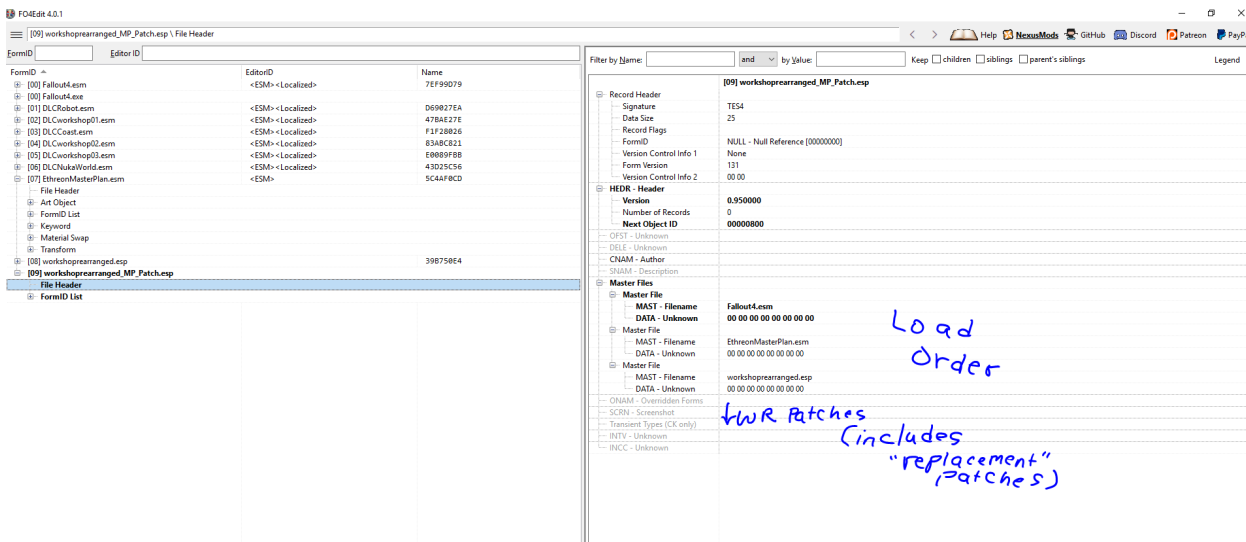 FO4Edit 4.0.1
[09] workshoprearranged_MP_Patch.esp \ File Header
Help NexusMods GitHub Discord Patreon PayP
FormID Editor ID
FormID EditorID Name
[00] Fallout4.esm <ESM><Localized> 7EF99D79
[00] Fallout4.exe
[01] DLCRobot.esm <ESM><Localized> D69027EA
[02] DLCworkshop01.esm <ESM><Localized> 47BAE27E
[03] DLCCoast.esm <ESM><Localized> F1F28026
[04] DLCworkshop02.esm <ESM><Localized> 83ABC821
[05] DLCworkshop03.esm <ESM><Localized> E0089FBB
[06] DLCNukaWorld.esm <ESM><Localized> 43D25C56
[07] EthreonMasterPlan.esm <ESM> 5C4AF0CD
File Header
Art Object
FormID List
Keyword
Material Swap
Transform
[08] workshoprearranged.esp 39B750E4
[09] workshoprearranged_MP_Patch.esp
File Header
FormID List
Filter by Name: and by Value: Keep children siblings parent's siblings Legend
[09] workshoprearranged_MP_Patch.esp
Record Header
Signature TES4
Data Size 25
Record Flags
FormID NULL - Null Reference [00000000]
Version Control Info 1 None
Form Version 131
Version Control Info 2 00 00
HEDR - Header
Version 0.950000
Number of Records 0
Next Object ID 00000800
OFST - Unknown
DELE - Unknown
CNAM - Author
SNAM - Description
Master Files
Master File
MAST - Filename Fallout4.esm
DATA - Unknown 00 00 00 00 00 00 00 00
Master File
MAST - Filename EthreonMasterPlan.esm
DATA - Unknown 00 00 00 00 00 00 00 00
Master File
MAST - Filename workshoprearranged.esp
DATA - Unknown 00 00 00 00 00 00 00 00
ONAM - Overridden Forms
SCRN - Screenshot
Transient Types (CK only)
INTV - Unknown
INCC - Unknown
Load
Order
WR Patches
(includes
"replacement"
patches)